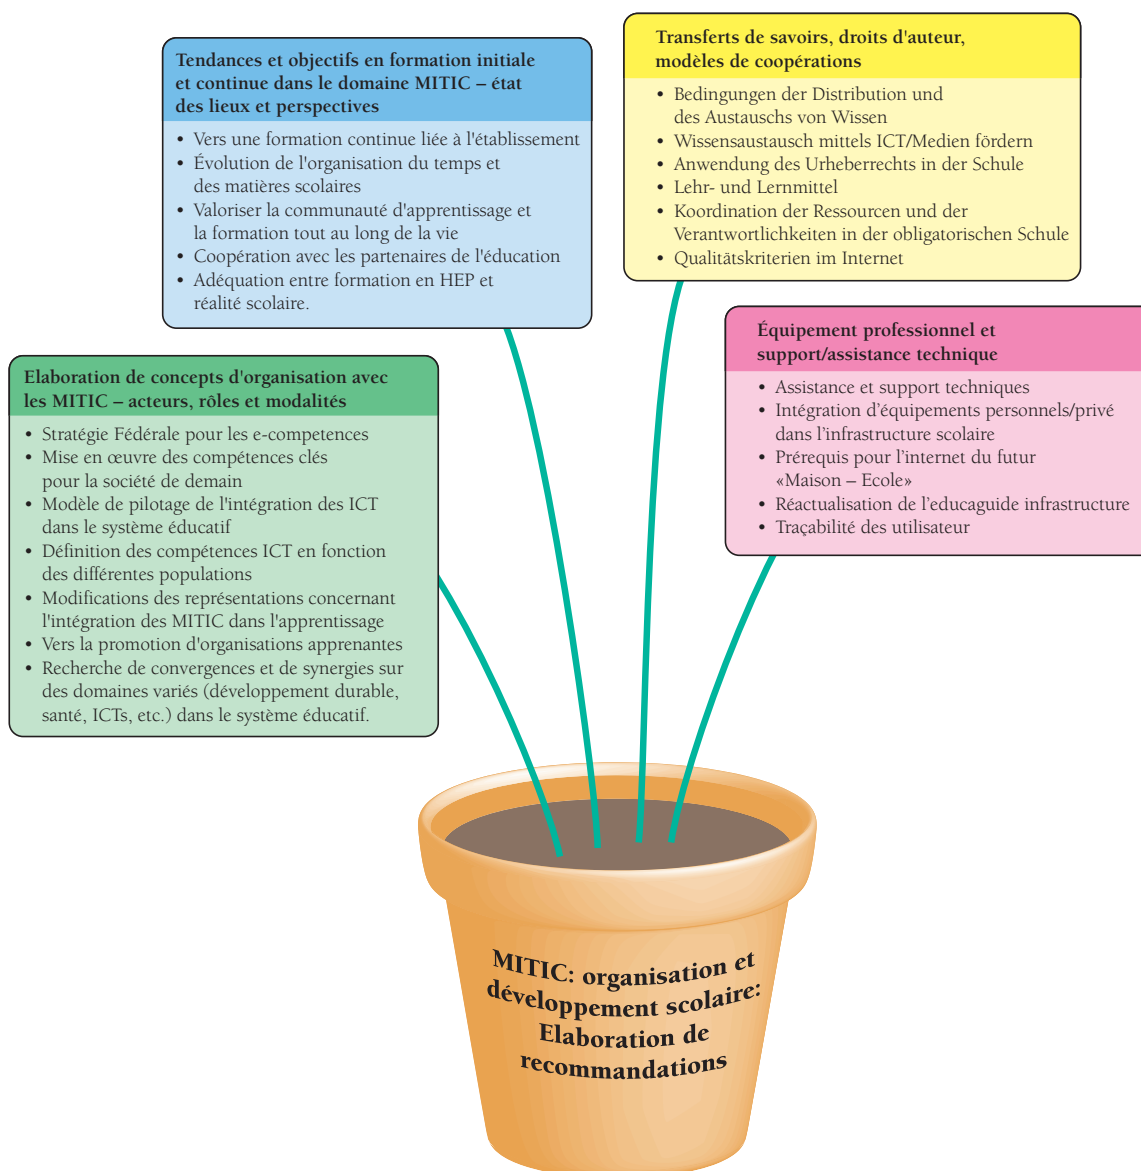 Tendances et objectifs en formation initiale
et continue dans le domaine MITIC – état
des lieux et perspectives
• Vers une formation continue liée à l'établissement
• Évolution de l'organisation du temps et
des matières scolaires
• Valoriser la communauté d'apprentissage et
la formation tout au long de la vie
• Coopération avec les partenaires de l'éducation
• Adéquation entre formation en HEP et
réalité scolaire.
Transferts de savoirs, droits d'auteur,
modèles de coopérations
• Bedingungen der Distribution und
des Austauschs von Wissen
• Wissensaustausch mittels ICT/Medien fördern
• Anwendung des Urheberrechts in der Schule
• Lehr- und Lernmittel
• Koordination der Ressourcen und der
Verantwortlichkeiten in der obligatorischen Schule
• Qualitätskriterien im Internet
Équipement professionnel et
support/assistance technique
• Assistance et support techniques
• Intégration d’équipements personnels/privé
dans l’infrastructure scolaire
• Prérequis pour l’internet du futur
«Maison – Ecole»
• Réactualisation de l’educaguide infrastructure
• Traçabilité des utilisateur
Elaboration de concepts d'organisation avec
les MITIC – acteurs, rôles et modalités
• Stratégie Fédérale pour les e-competences
• Mise en œuvre des compétences clés
pour la société de demain
• Modèle de pilotage de l'intégration des ICT
dans le système éducatif
• Définition des compétences ICT en fonction
des différentes populations
• Modifications des représentations concernant
l'intégration des MITIC dans l'apprentissage
• Vers la promotion d'organisations apprenantes
• Recherche de convergences et de synergies sur
des domaines variés (développement durable,
santé, ICTs, etc.) dans le système éducatif.
MITIC: organisation et
développement scolaire:
Elaboration de
recommandations